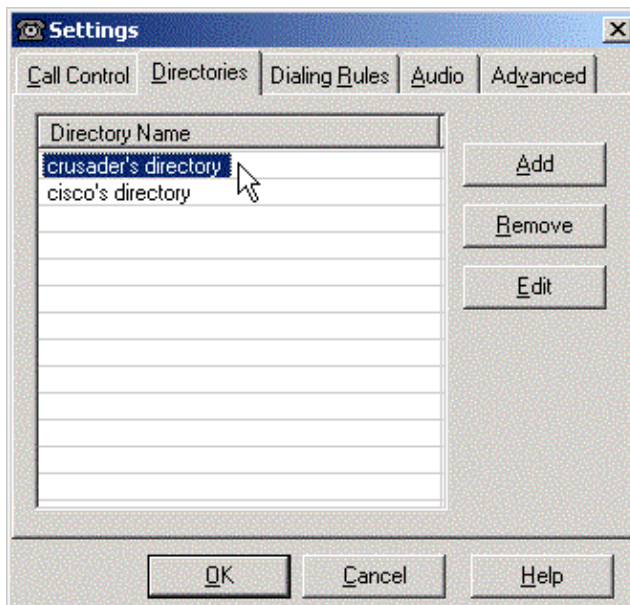 Settings
Call Control Directories Dialing Rules Audio Advanced
Directory Name
crusader's directory
cisco's directory
Add
Remove
Edit
OK Cancel Help